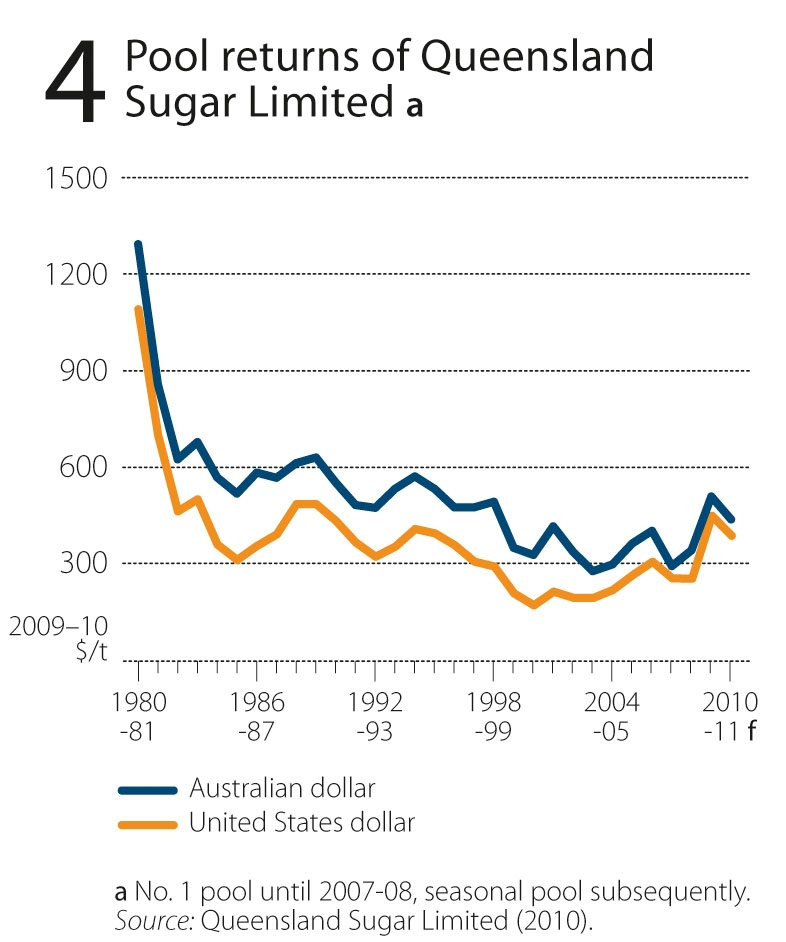 4 Pool returns of Queensland
Sugar Limited a
1500
1200
900
600
300
2009–10
$/t
1980 1986 1992 1998 2004 2010
-81 -87 -93 -99 -05 -11 f
Australian dollar
United States dollar
a No. 1 pool until 2007-08, seasonal pool subsequently.
Source: Queensland Sugar Limited (2010).